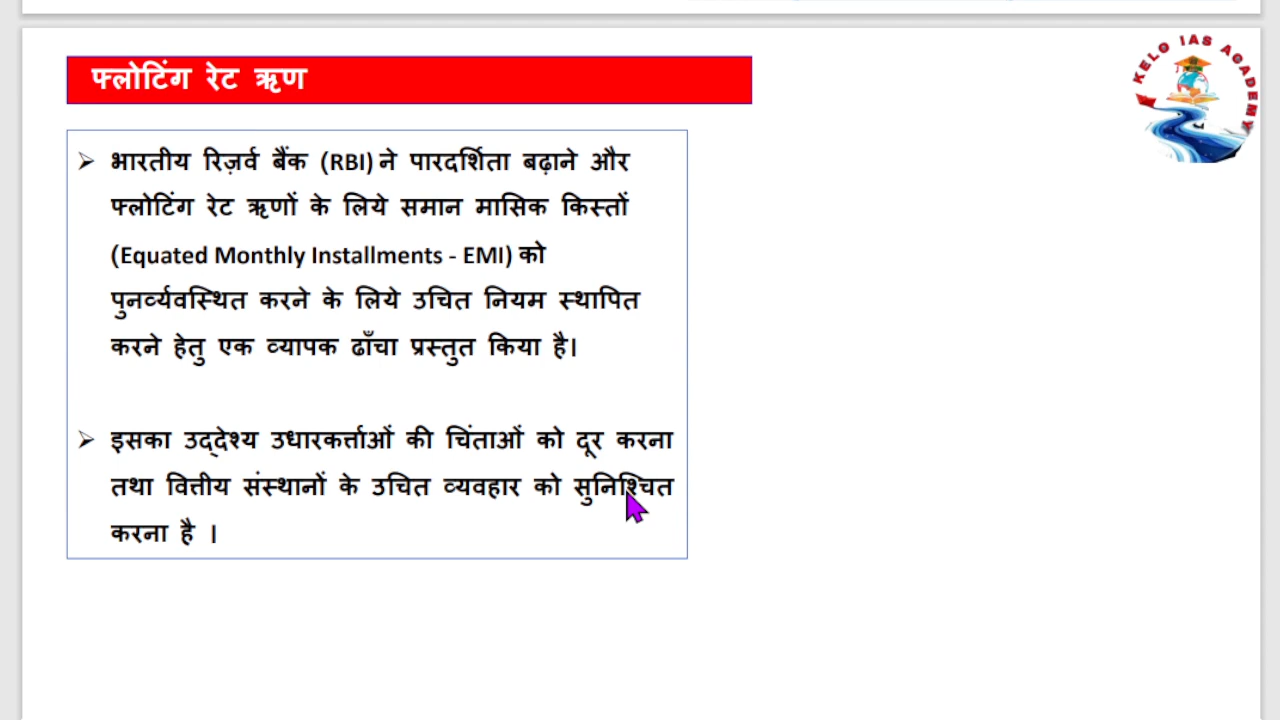 फ्लोटिंग रेट ऋण
KELO IAS ACADEMY
➢ भारतीय रिज़र्व बैंक (RBI) ने पारदर्शिता बढ़ाने और
फ्लोटिंग रेट ऋणों के लिये समान मासिक किस्तों
(Equated Monthly Installments - EMI) को
पुनर्व्यवस्थित करने के लिये उचित नियम स्थापित
करने हेतु एक व्यापक ढाँचा प्रस्तुत किया है।
➢ इसका उद्देश्य उधारकर्त्ताओं की चिंताओं को दूर करना
तथा वित्तीय संस्थानों के उचित व्यवहार को सुनिश्चित
करना है ।